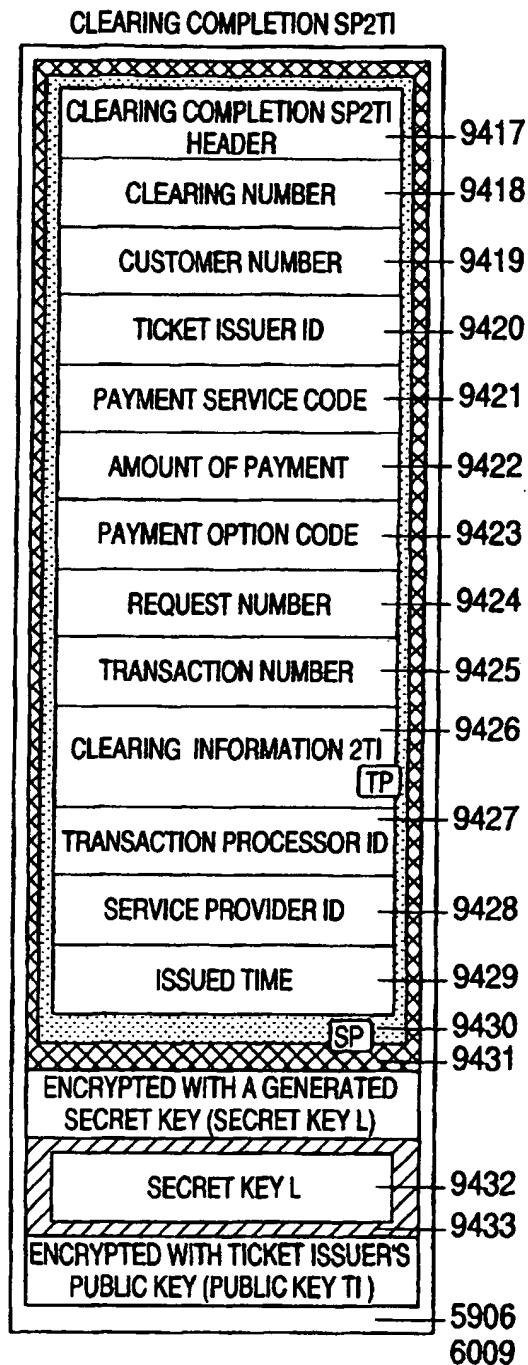 CLEARING COMPLETION SP2TI
CLEARING COMPLETION SP2TI
HEADER
9417
CLEARING NUMBER
9418
CUSTOMER NUMBER
9419
TICKET ISSUER ID
9420
PAYMENT SERVICE CODE
9421
AMOUNT OF PAYMENT
9422
PAYMENT OPTION CODE
9423
REQUEST NUMBER
9424
TRANSACTION NUMBER
9425
CLEARING INFORMATION 2TI
9426
TP
TRANSACTION PROCESSOR ID
9427
SERVICE PROVIDER ID
9428
ISSUED TIME
9429
SP
9430
9431
ENCRYPTED WITH A GENERATED
SECRET KEY (SECRET KEY L)
SECRET KEY L
9432
9433
ENCRYPTED WITH TICKET ISSUER'S
PUBLIC KEY (PUBLIC KEY TI )
5906
6009